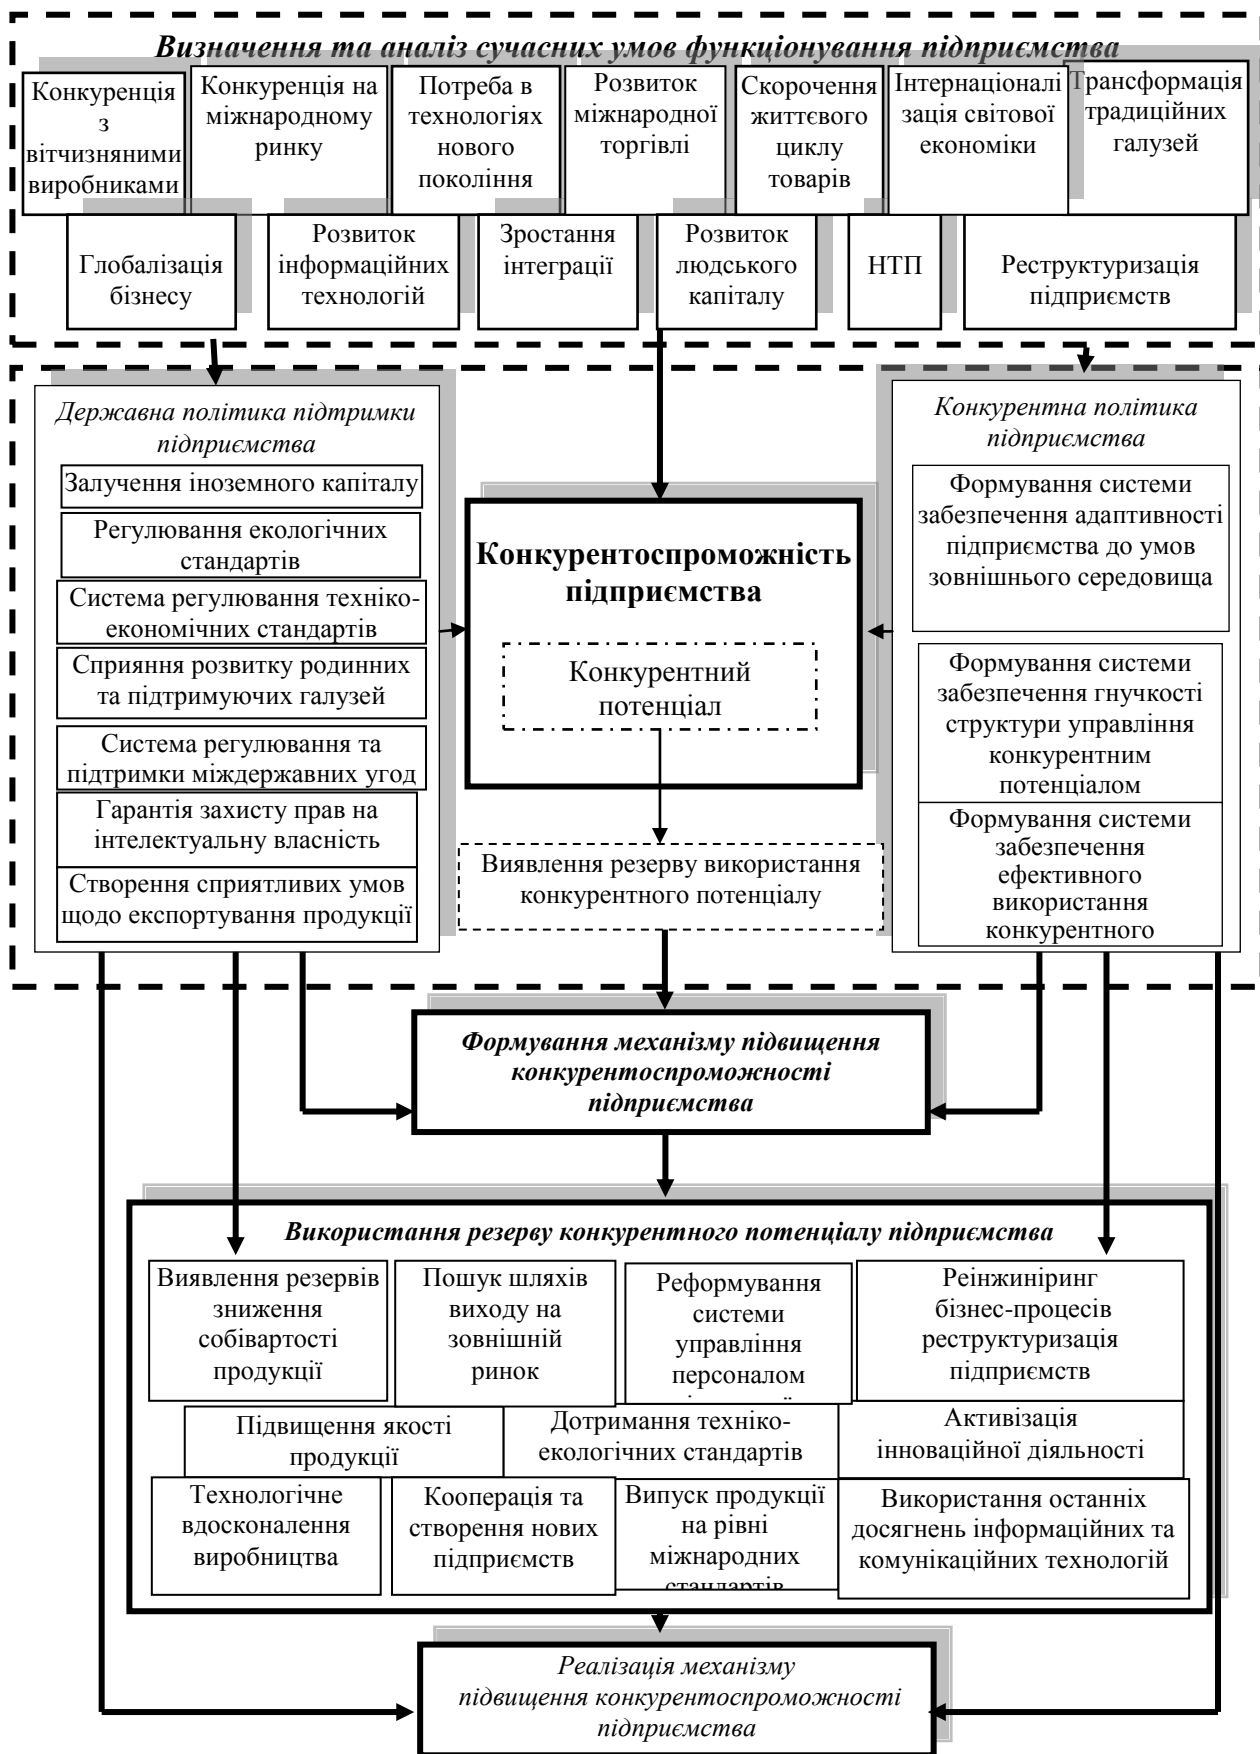 Визначення та аналіз сучасних умов функціонування підприємства
Конкуренція
з
вітчизняними
виробниками
Конкуренція на
міжнародному
ринку
Потреба в
технологіях
нового
покоління
Розвиток
міжнародної
торгівлі
Скорочення
життєвого
циклу
товарів
Інтернаціоналі
зація світової
економіки
Трансформація
традиційних
галузей
Глобалізація
бізнесу
Розвиток
інформаційних
технологій
Зростання
інтеграції
Розвиток
людського
капіталу
НТП
Реструктуризація
підприємств
Державна політика підтримки
підприємства
Залучення іноземного капіталу
Регулювання екологічних
стандартів
Система регулювання техніко-
економічних стандартів
Сприяння розвитку родинних
та підтримуючих галузей
Система регулювання та
підтримки міждержавних угод
Гарантія захисту прав на
інтелектуальну власність
Створення сприятливих умов
щодо експортування продукції
Конкурентоспроможність
підприємства
Конкурентний
потенціал
Виявлення резерву використання
конкурентного потенціалу
Конкурентна політика
підприємства
Формування системи
забезпечення адаптивності
підприємства до умов
зовнішнього середовища
Формування системи
забезпечення гнучкості
структури управління
конкурентним
потенціалом
Формування системи
забезпечення
ефективного
використання
конкурентного
Формування механізму підвищення
конкурентоспроможності
підприємства
Використання резерву конкурентного потенціалу підприємства
Виявлення резервів
зниження
собівартості
продукції
Пошук шляхів
виходу на
зовнішній
ринок
Реформування
системи
управління
персоналом
Реінжиніринг
бізнес-процесів
реструктуризація
підприємств
Підвищення якості
продукції
Дотримання техніко-
екологічних стандартів
Активізація
інноваційної діяльності
Технологічне
вдосконалення
виробництва
Кооперація та
створення нових
підприємств
Випуск продукції
на рівні
міжнародних
стандартів
Використання останніх
досягнень інформаційних та
комунікаційних технологій
Реалізація механізму
підвищення конкурентоспроможності
підприємства